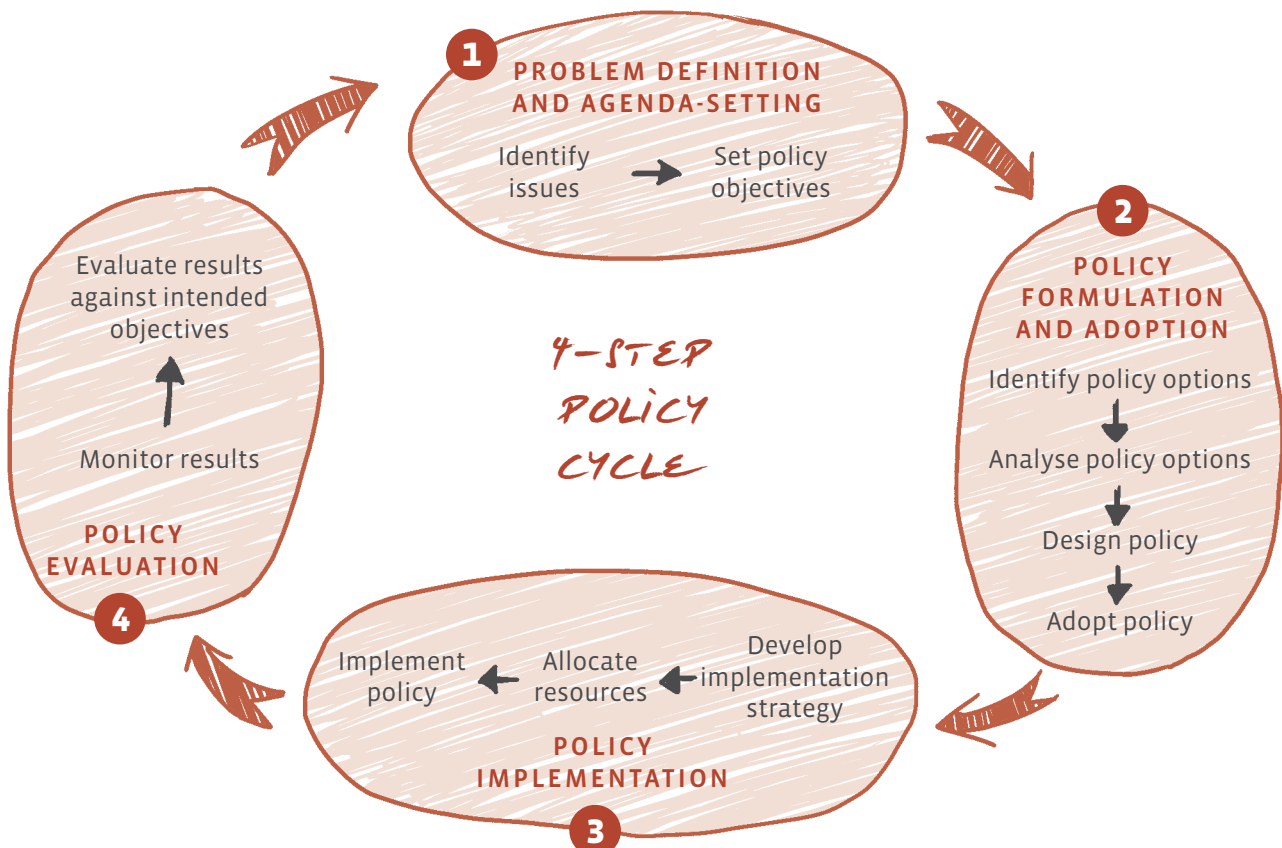 1
PROBLEM DEFINITION
AND AGENDA-SETTING
Identify
issues
Set policy
objectives
2
POLICY
FORMULATION
AND ADOPTION
Identify policy options
Analyse policy options
Design policy
Adopt policy
Develop
implementation
strategy
Allocate
resources
Implement
policy
POLICY
IMPLEMENTATION
3
Evaluate results
against intended
objectives
Monitor results
POLICY
EVALUATION
4
4-STEP
POLICY
CYCLE